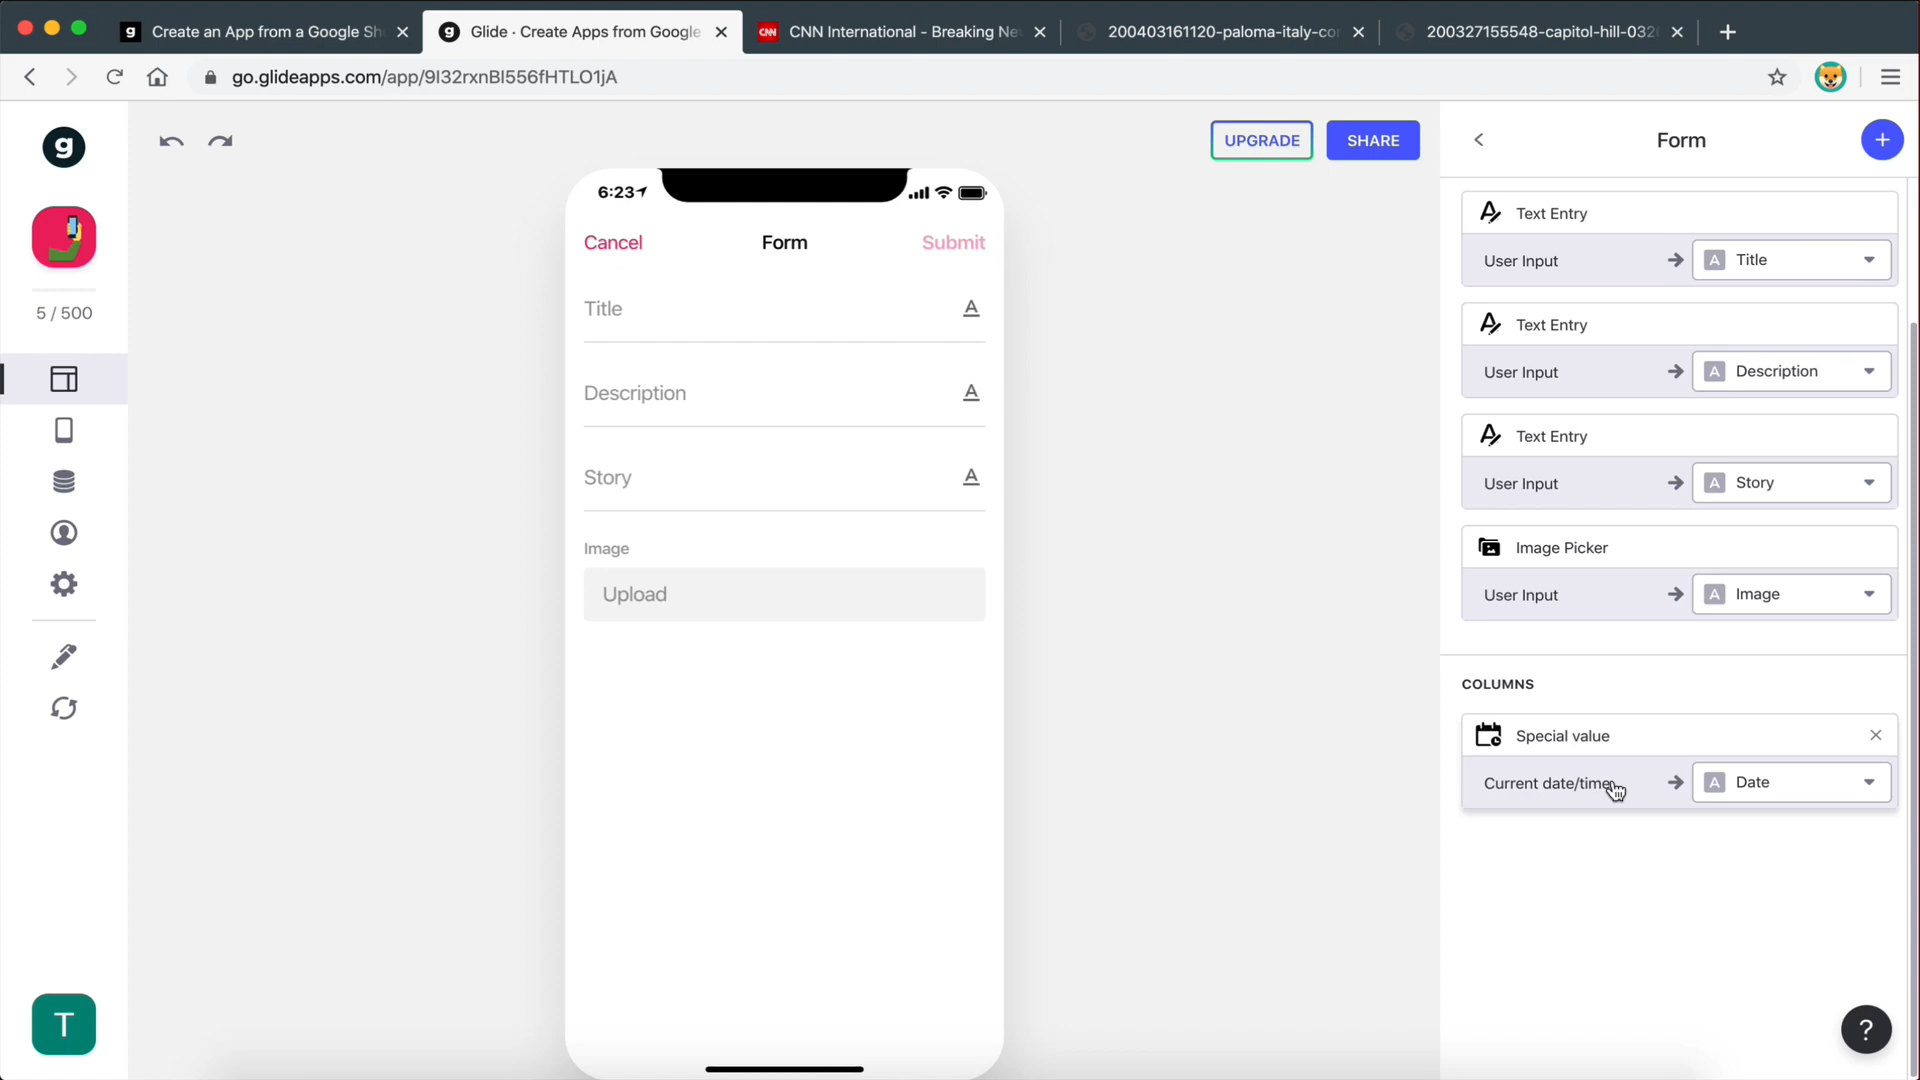 g Create an App from a Google Sh
g Glide · Create Apps from Google
CNN CNN International - Breaking Ne
200403161120-paloma-italy-cor
200327155548-capitol-hill-032
go.glideapps.com/app/9I32rxnBI556fHTLO1jA
g
5 / 500
T
UPGRADE
SHARE
6:23
Cancel
Form
Submit
Title
A
Description
A
Story
A
Image
Upload
Form
Text Entry
User Input
A Title
Text Entry
User Input
A Description
Text Entry
User Input
A Story
Image Picker
User Input
A Image
COLUMNS
Special value
Current date/time
A Date
?